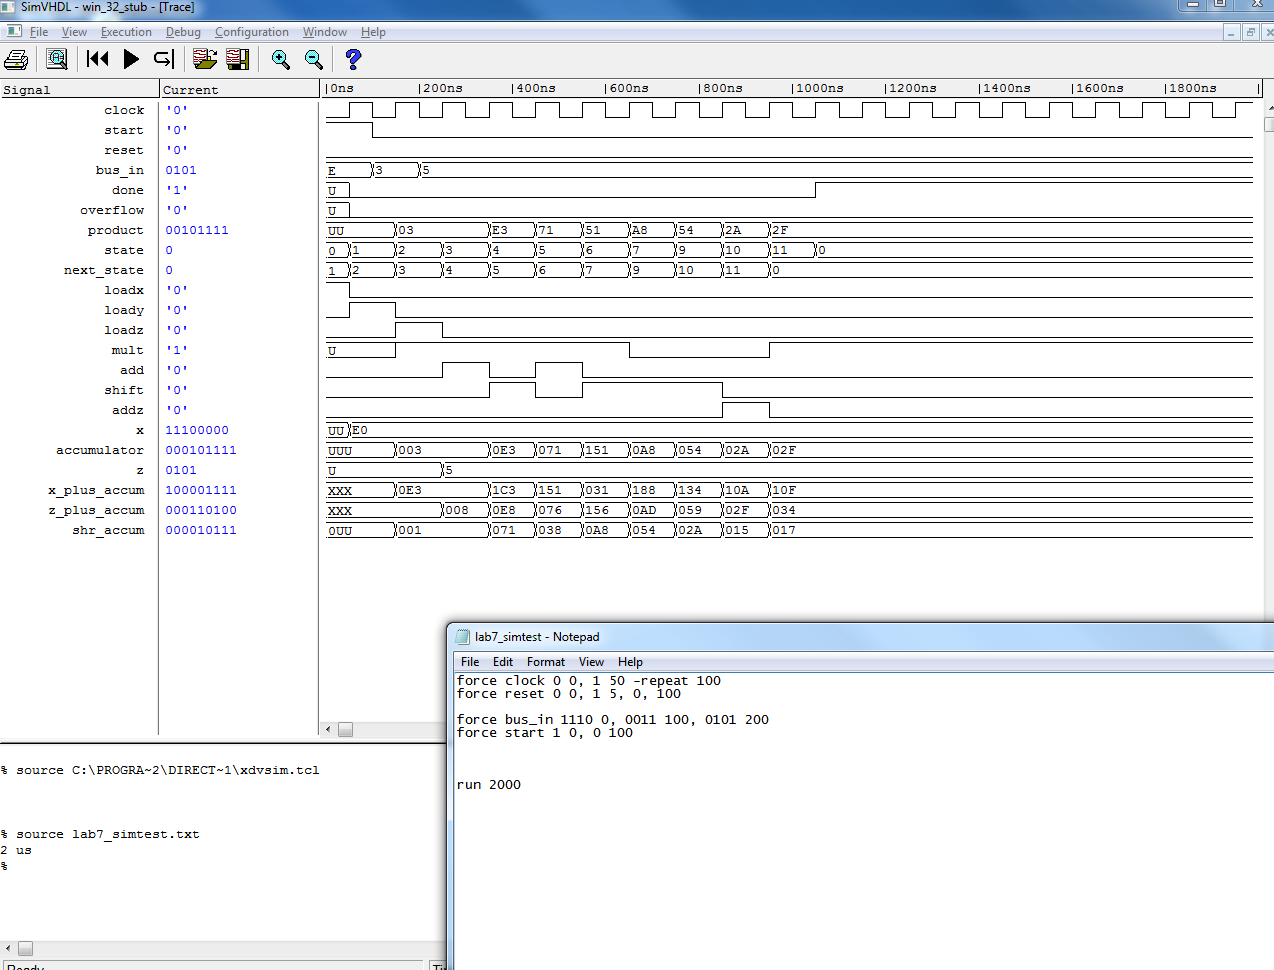 SimVHDL - win_32_stub - [Trace]
File View Execution Debug Configuration Window Help
Signal Current 0ns 200ns 400ns 600ns 800ns 1000ns 1200ns 1400ns 1600ns 1800ns
clock '0'
start '0'
reset '0'
bus_in 0101 E 3 5
done '1' U
overflow '0' U
product 00101111 UU 03 E3 71 51 A8 54 2A 2F
state 0 0 1 2 3 4 5 6 7 9 10 11 0
next_state 0 1 2 3 4 5 6 7 9 10 11 0
loadx '0'
loady '0'
loadz '0'
mult '1' U
add '0'
shift '0'
addz '0'
x 11100000 UU E0
accumulator 000101111 UUU 003 0E3 071 151 0A8 054 02A 02F
z 0101 U 5
x_plus_accum 100001111 XXX 0E3 1C3 151 031 188 134 10A 10F
z_plus_accum 000110100 XXX 008 0E8 076 156 0AD 059 02F 034
shr_accum 000010111 0UU 001 071 038 0A8 054 02A 015 017
lab7_simtest - Notepad
File Edit Format View Help
force clock 0 0, 1 50 -repeat 100
force reset 0 0, 1 5, 0, 100
force bus_in 1110 0, 0011 100, 0101 200
force start 1 0, 0 100
run 2000
% source C:\PROGRA~2\DIRECT~1\xdvsim.tcl
% source lab7_simtest.txt
2 us
%